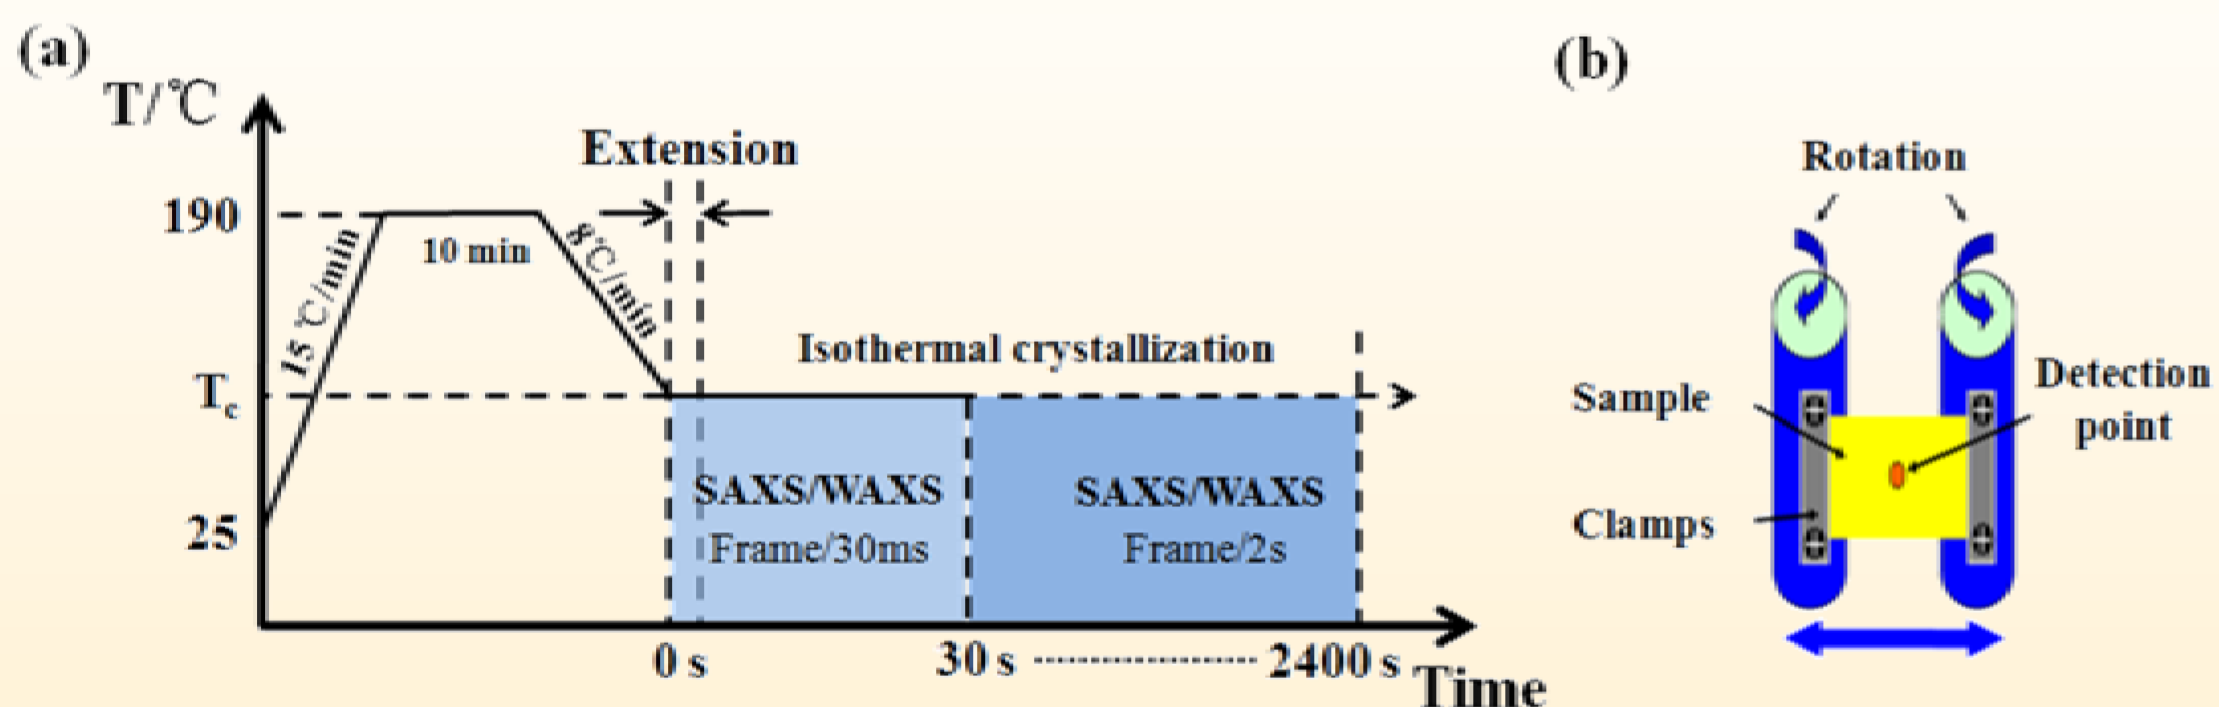 (a)
T/℃
Extension
190
10 min
15 ℃/min
8℃/min
Isothermal crystallization
Tc
25
SAXS/WAXS
Frame/30ms
SAXS/WAXS
Frame/2s
0 s
30 s
2400 s
Time
(b)
Rotation
Sample
Detection
point
Clamps